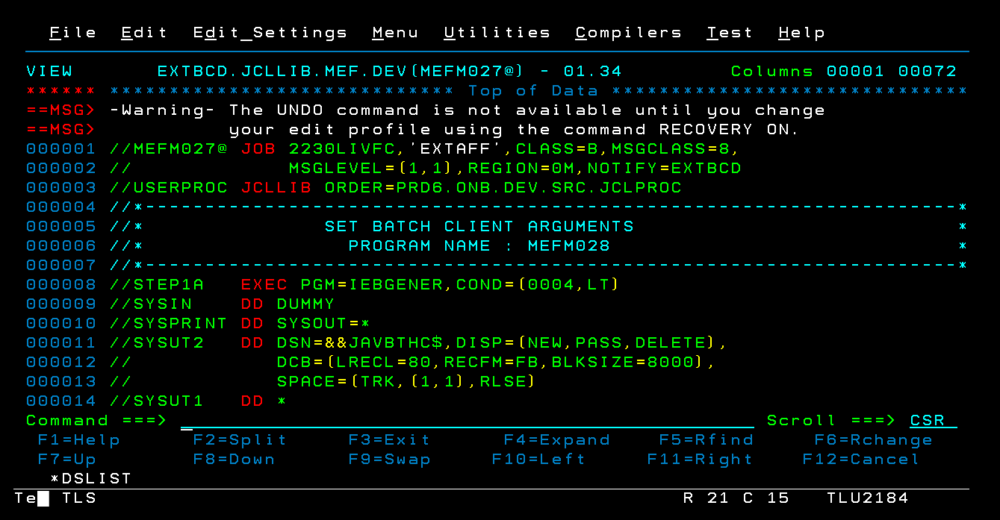 File  Edit  Edit_Settings  Menu  Utilities  Compilers  Test  Help
VIEW       EXTBCD.JCLLIB.MEF.DEV(MEFM027@) - 01.34         Columns 00001 00072
****** ***************************** Top of Data ******************************
==MSG> -Warning- The UNDO command is not available until you change
==MSG>           your edit profile using the command RECOVERY ON.
000001 //MEFM027@ JOB 2230LIVFC,'EXTAFF',CLASS=B,MSGCLASS=8,
000002 //             MSGLEVEL=(1,1),REGION=0M,NOTIFY=EXTBCD
000003 //USERPROC JCLLIB ORDER=PRD6.ONB.DEV.SRC.JCLPROC
000004 //*--------------------------------------------------------------------*
000005 //*               SET BATCH CLIENT ARGUMENTS                           *
000006 //*                 PROGRAM NAME : MEFM028                             *
000007 //*--------------------------------------------------------------------*
000008 //STEP1A   EXEC PGM=IEBGENER,COND=(0004,LT)
000009 //SYSIN    DD DUMMY
000010 //SYSPRINT DD SYSOUT=*
000011 //SYSUT2   DD DSN=&&JAVBTHC$,DISP=(NEW,PASS,DELETE),
000012 //            DCB=(LRECL=80,RECFM=FB,BLKSIZE=8000),
000013 //            SPACE=(TRK,(1,1),RLSE)
000014 //SYSUT1   DD *
Command ===> Scroll ===> CSR
F1=Help      F2=Split     F3=Exit      F4=Expand    F5=Rfind     F6=Rchange
F7=Up        F8=Down      F9=Swap     F10=Left     F11=Right    F12=Cancel
*DSLIST
Te TLS R 21 C 15 TLU2184